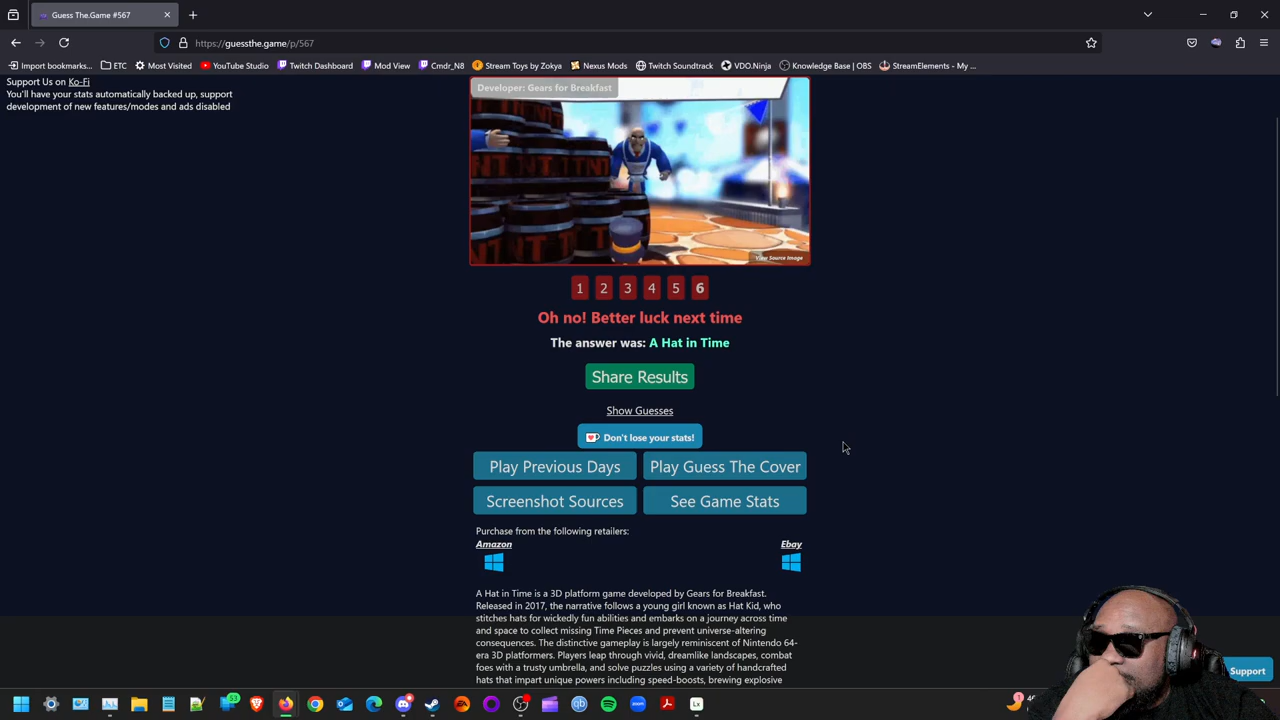 Guess The.Game #567
https://guessthe.game/p/567
Import bookmarks...
ETC
Most Visited
YouTube Studio
Twitch Dashboard
Mod View
Cmdr_N8
Stream Toys by Zokya
Nexus Mods
Twitch Soundtrack
VDO.Ninja
Knowledge Base | OBS
StreamElements - My ...
Support Us on Ko-Fi
You'll have your stats automatically backed up, support
development of new features/modes and ads disabled
Developer: Gears for Breakfast
View Source Image
1 2 3 4 5 6
Oh no! Better luck next time
The answer was: A Hat in Time
Share Results
Show Guesses
Don't lose your stats!
Play Previous Days
Play Guess The Cover
Screenshot Sources
See Game Stats
Purchase from the following retailers:
Amazon
Ebay
A Hat in Time is a 3D platform game developed by Gears for Breakfast.
Released in 2017, the narrative follows a young girl known as Hat Kid, who
stitches hats for wickedly fun abilities and embarks on a journey across time
and space to collect missing Time Pieces and prevent universe-altering
consequences. The distinctive gameplay is largely reminiscent of Nintendo 64-
era 3D platformers. Players leap through vivid, dreamlike landscapes, combat
foes with a trusty umbrella, and solve puzzles using a variety of handcrafted
hats that impart unique powers including speed-boosts, brewing explosive
Support
53
zoom
Lx
1